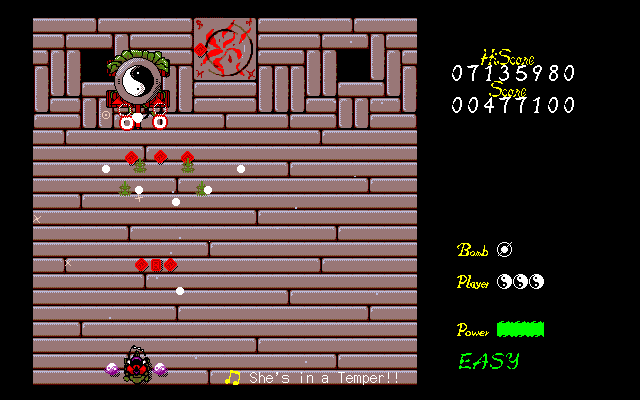 HiScore
07135980
Score
00477100
Bomb
Player
Power
EASY
♫ She's in a Temper!!